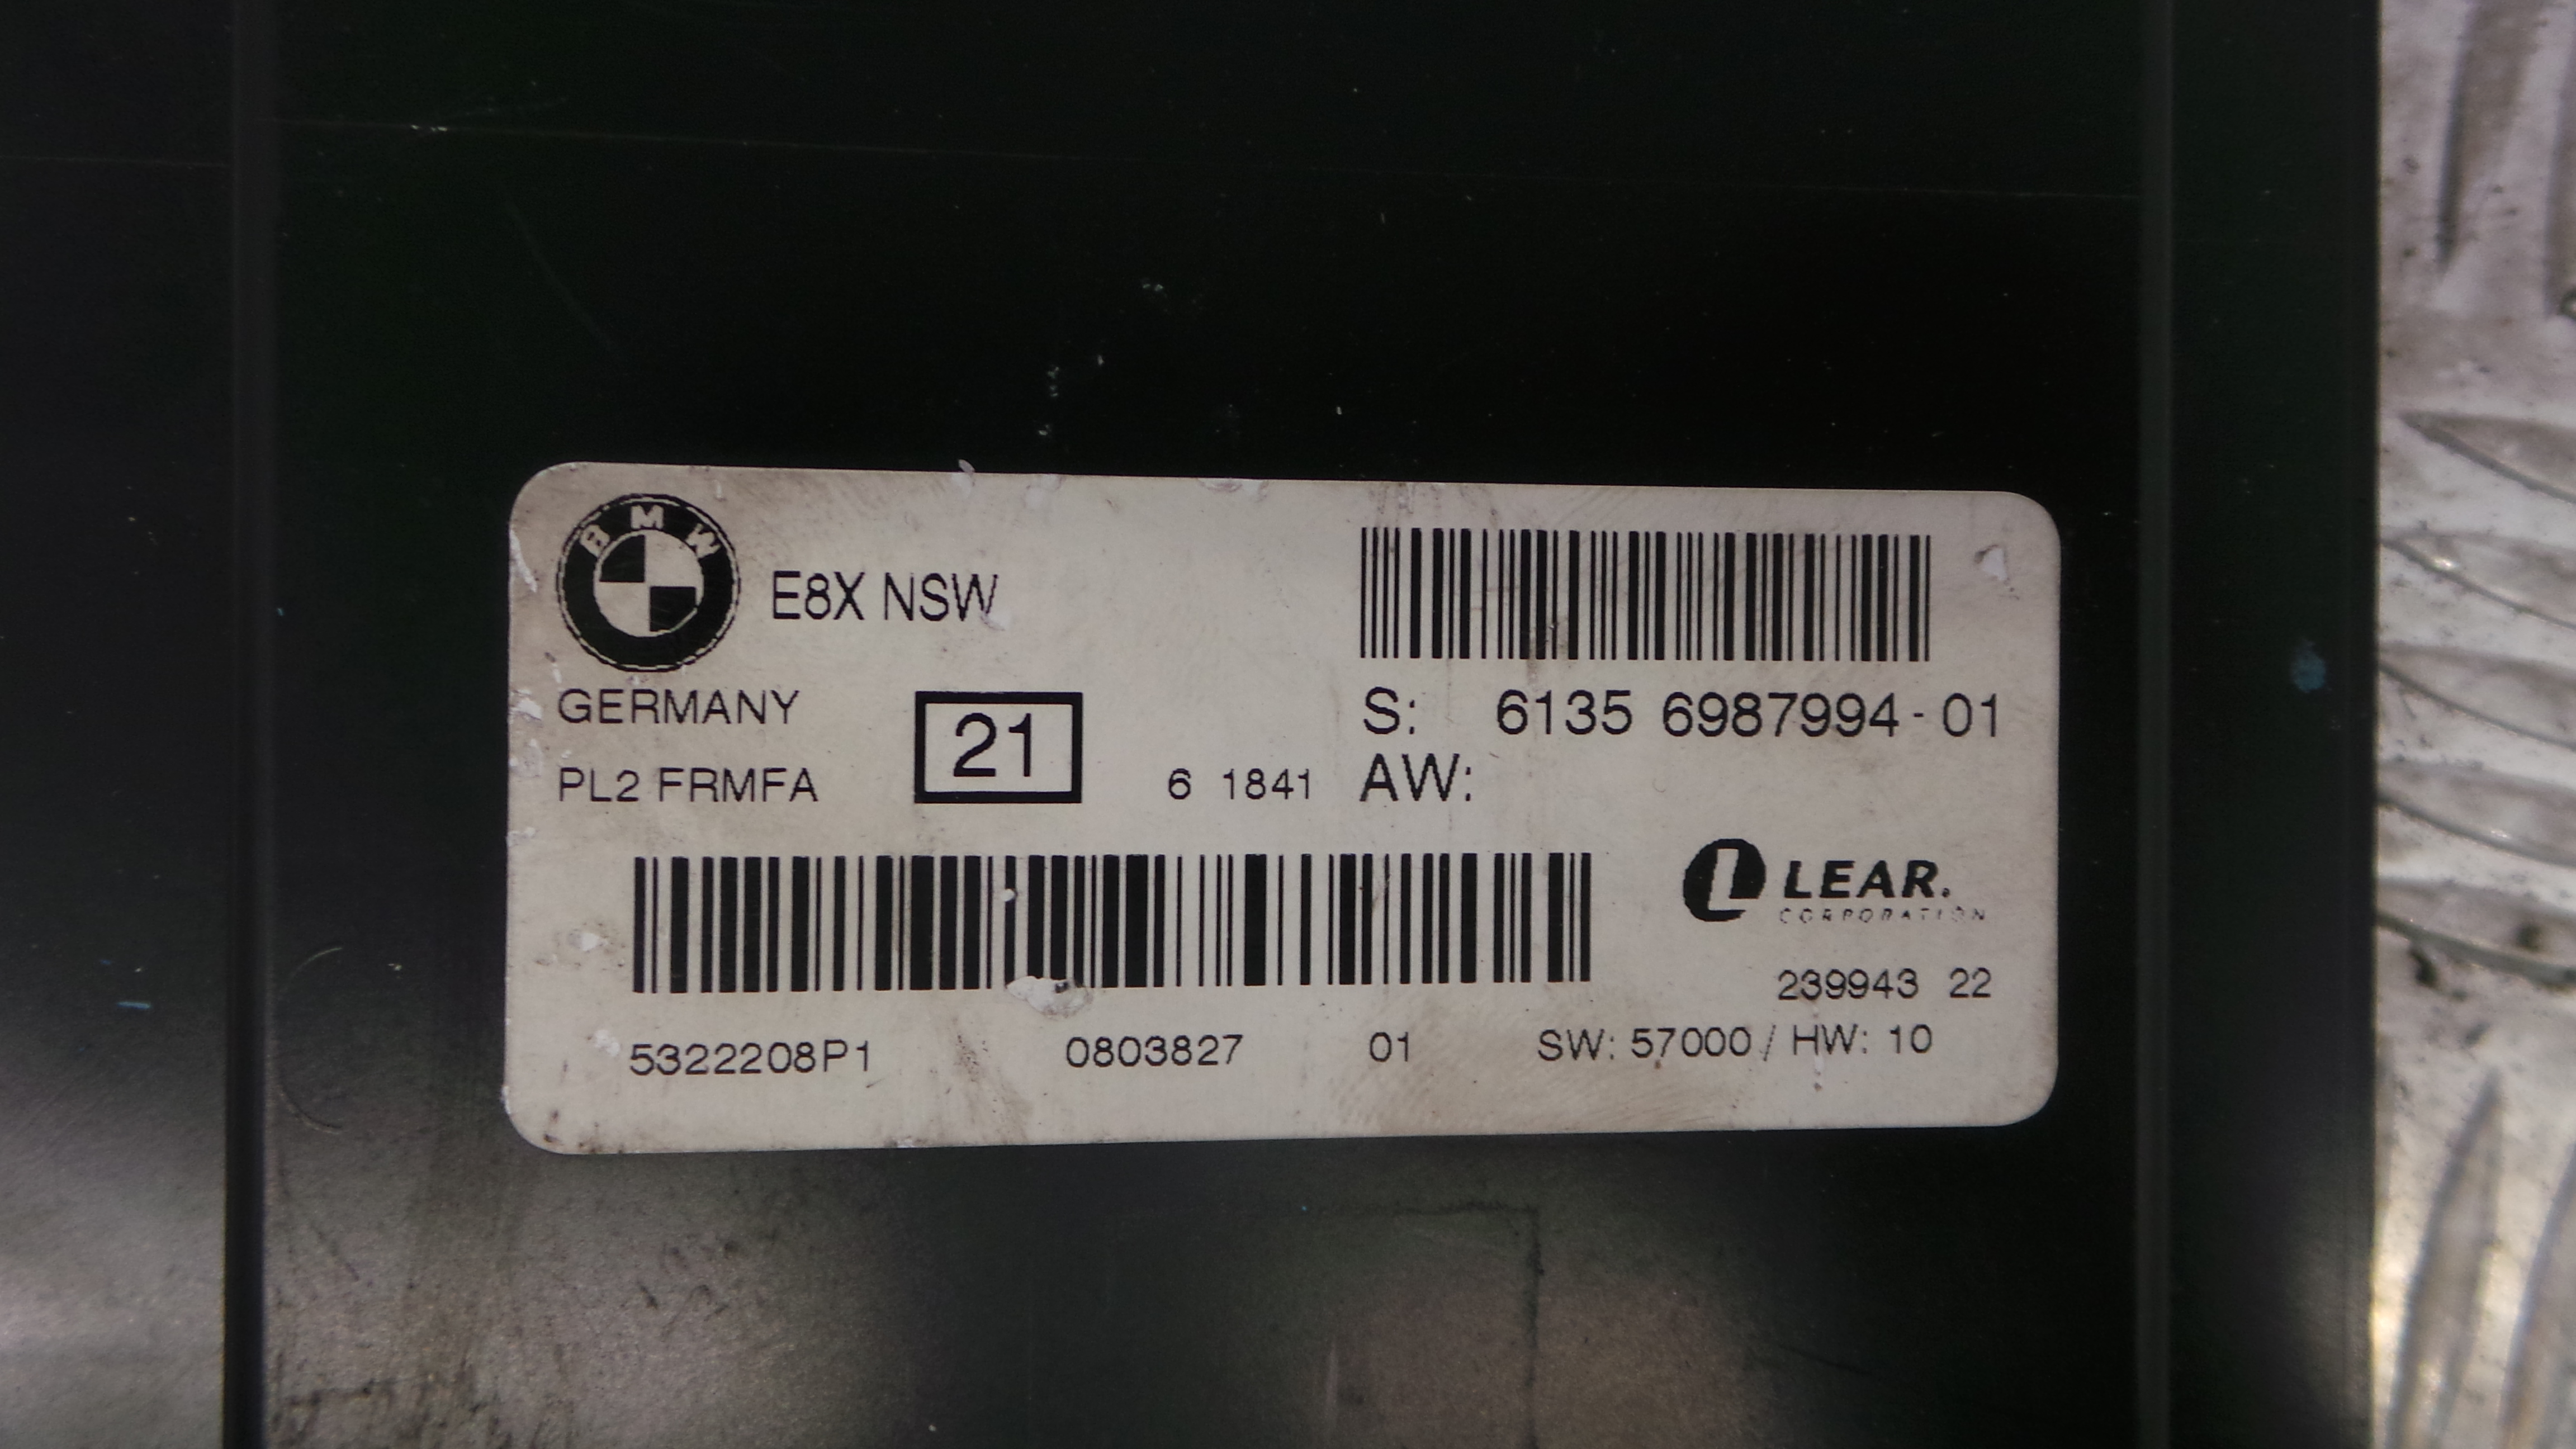 BMW
E8X NSW
GERMANY
21
S: 6135 6987994-01
PL2 FRMFA
6 1841
AW:
LEAR.
CORPORATION
239943 22
5322208P1 0803827 01 SW: 57000 / HW: 10